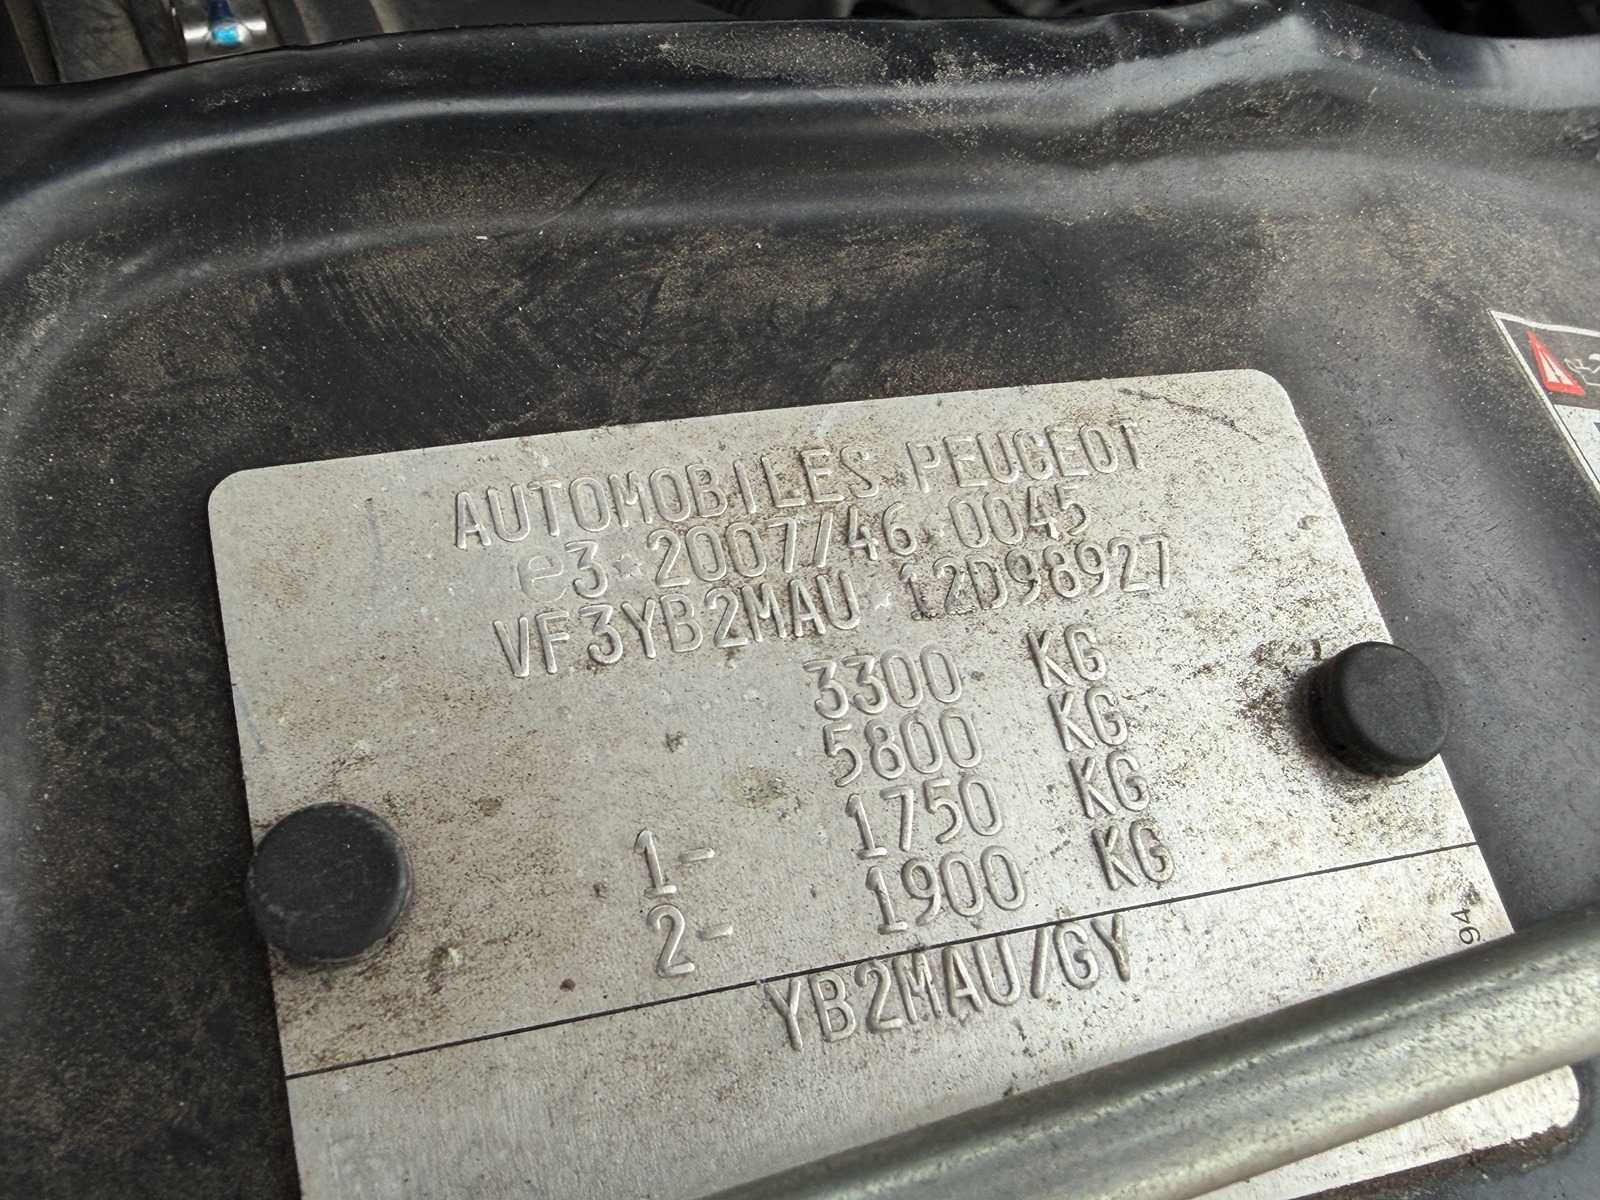 AUTOMOBILES PEUGEOT
e3*2007/46*0045
VF3YB2MAU 12D98927
3300 KG
5800 KG
1- 1750 KG
2- 1900 KG
YB2MAU/GY
94